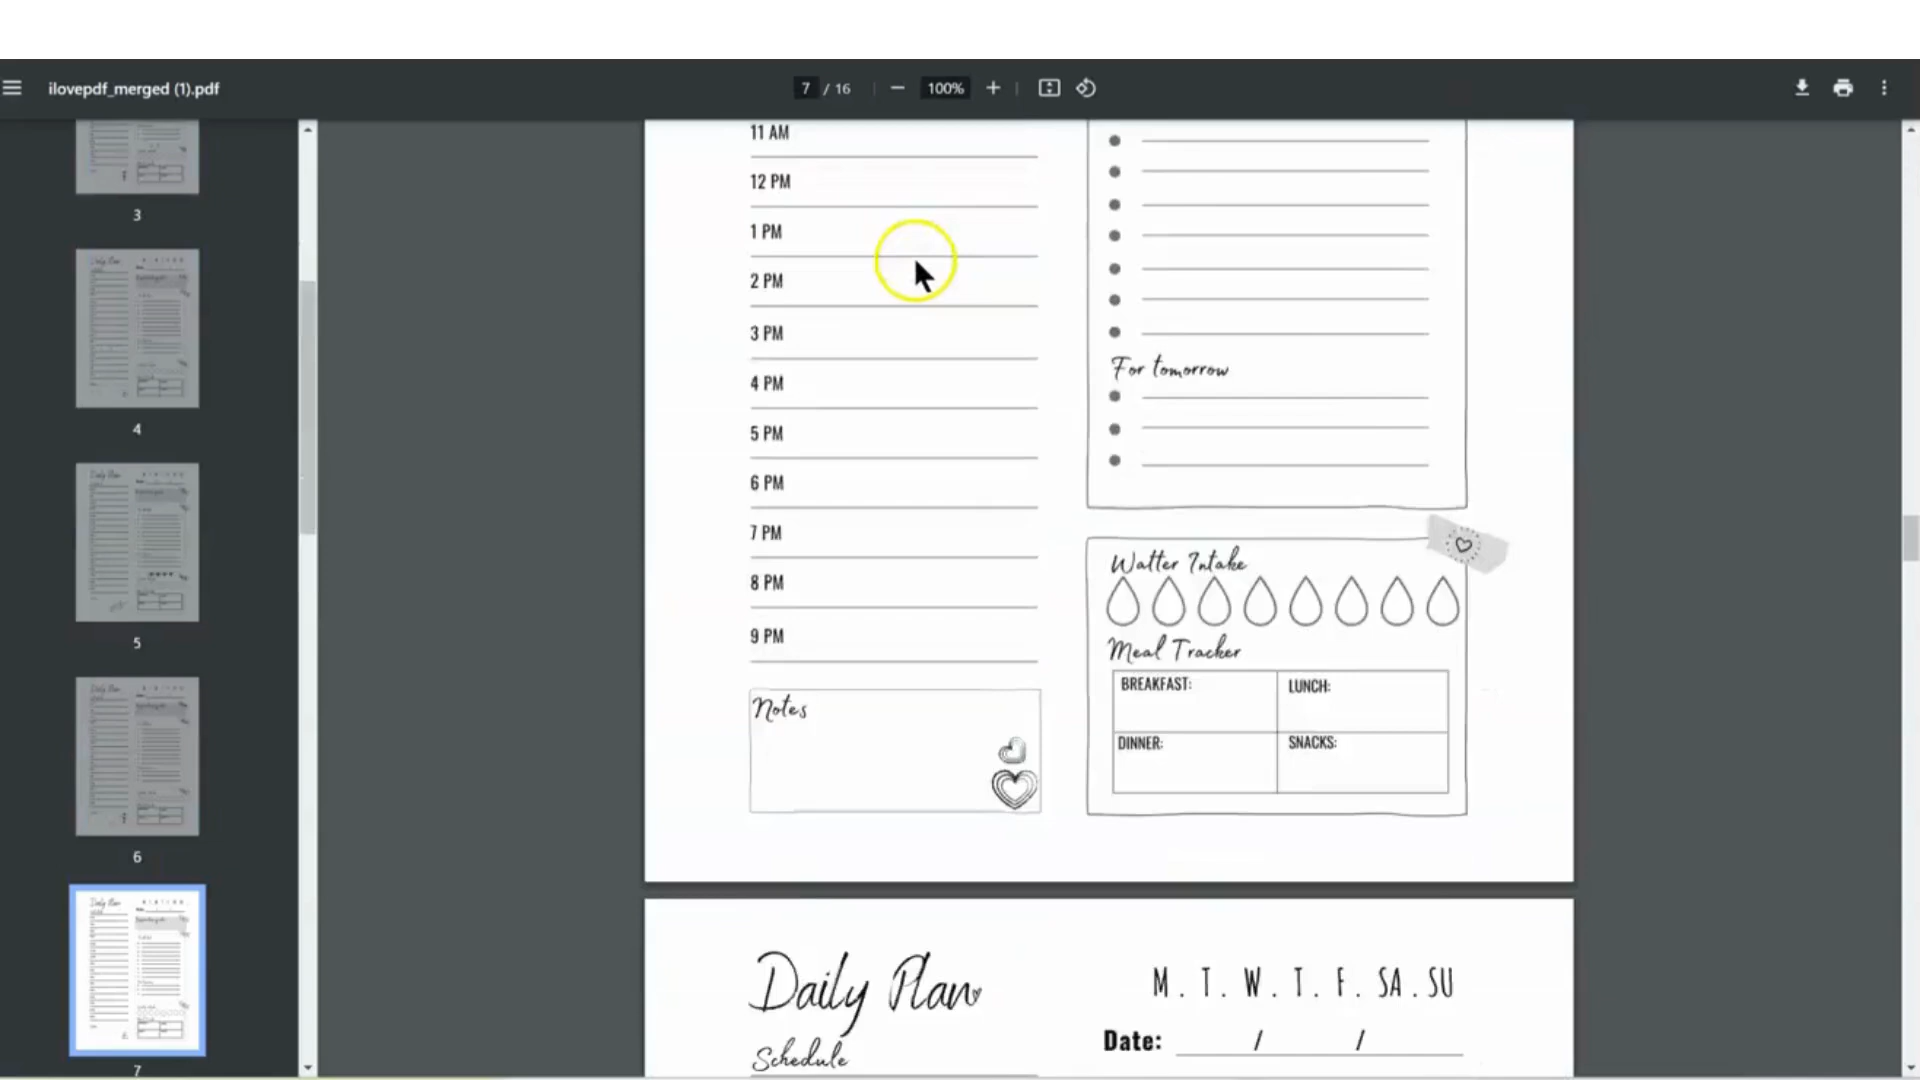 ilovepdf_merged (1).pdf
7 / 16
100%
3
4
5
6
7
11 AM
12 PM
1 PM
2 PM
3 PM
4 PM
5 PM
6 PM
7 PM
8 PM
9 PM
Notes
For tomorrow
Watter Intake
Meal Tracker
BREAKFAST:
LUNCH:
DINNER:
SNACKS:
Daily Plan
Schedule
M . T. W . T. F. SA . SU
Date: / /